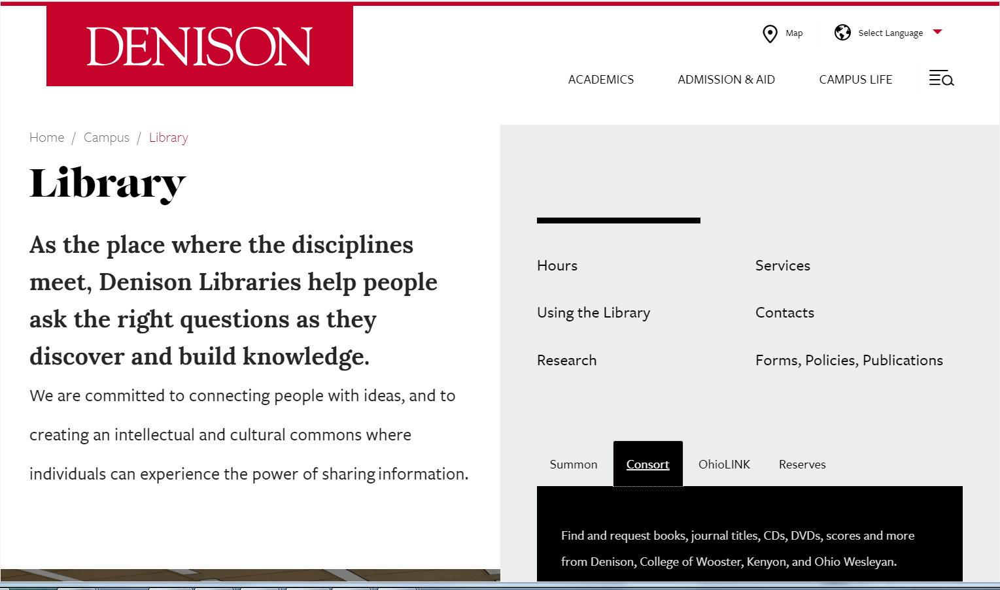 DENISON
Map
Select Language
ACADEMICS
ADMISSION & AID
CAMPUS LIFE
Home / Campus / Library
Library
As the place where the disciplines
meet, Denison Libraries help people
ask the right questions as they
discover and build knowledge.
We are committed to connecting people with ideas, and to
creating an intellectual and cultural commons where
individuals can experience the power of sharing information.
Hours
Services
Using the Library
Contacts
Research
Forms, Policies, Publications
Summon
Consort
OhioLINK
Reserves
Find and request books, journal titles, CDs, DVDs, scores and more
from Denison, College of Wooster, Kenyon, and Ohio Wesleyan.